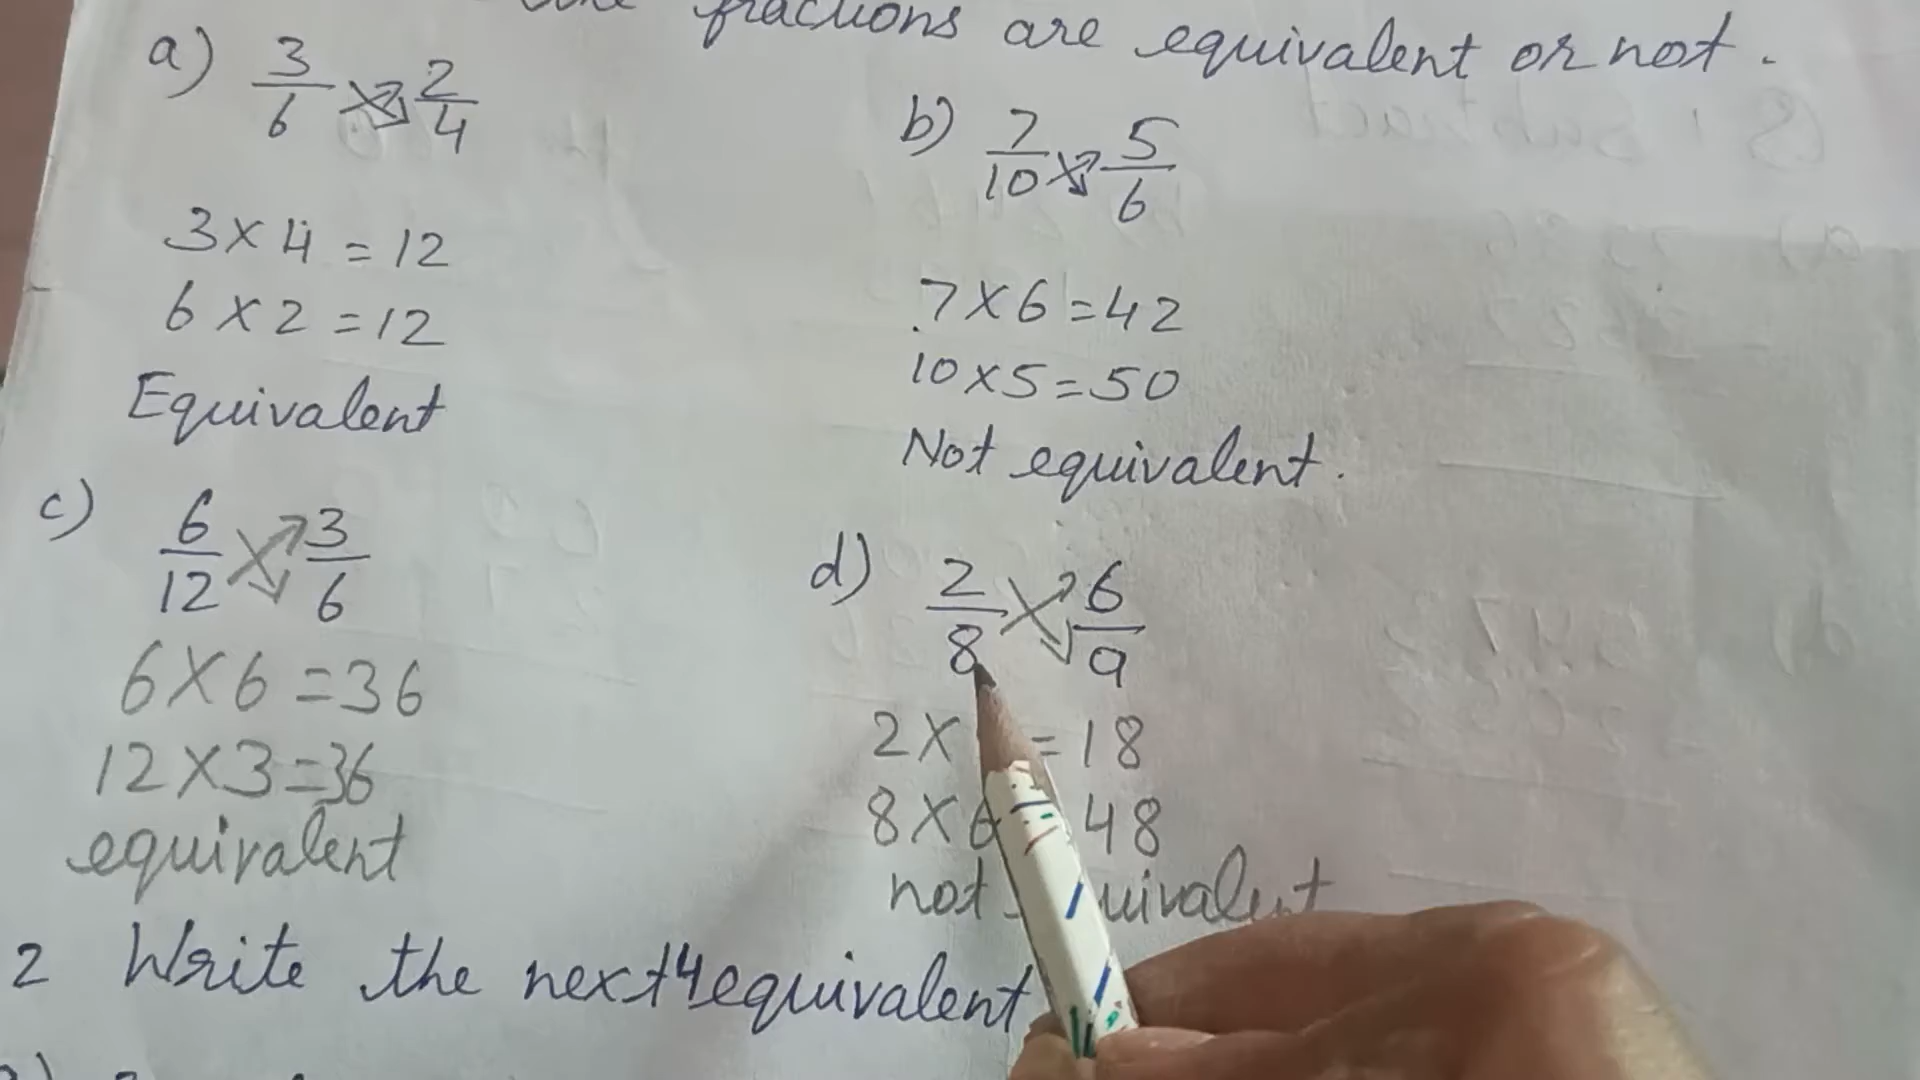 fractions are equivalent or not.
a) 3/6 2/4
3 × 4 = 12
6 × 2 = 12
Equivalent
b) 7/10 5/6
7 × 6 = 42
10 × 5 = 50
Not equivalent.
c) 6/12 3/6
6 × 6 = 36
12 × 3 = 36
equivalent
d) 2/8 6/9
2 × = 18
8 × 6 48
not
2 Write the next 4 equivalent